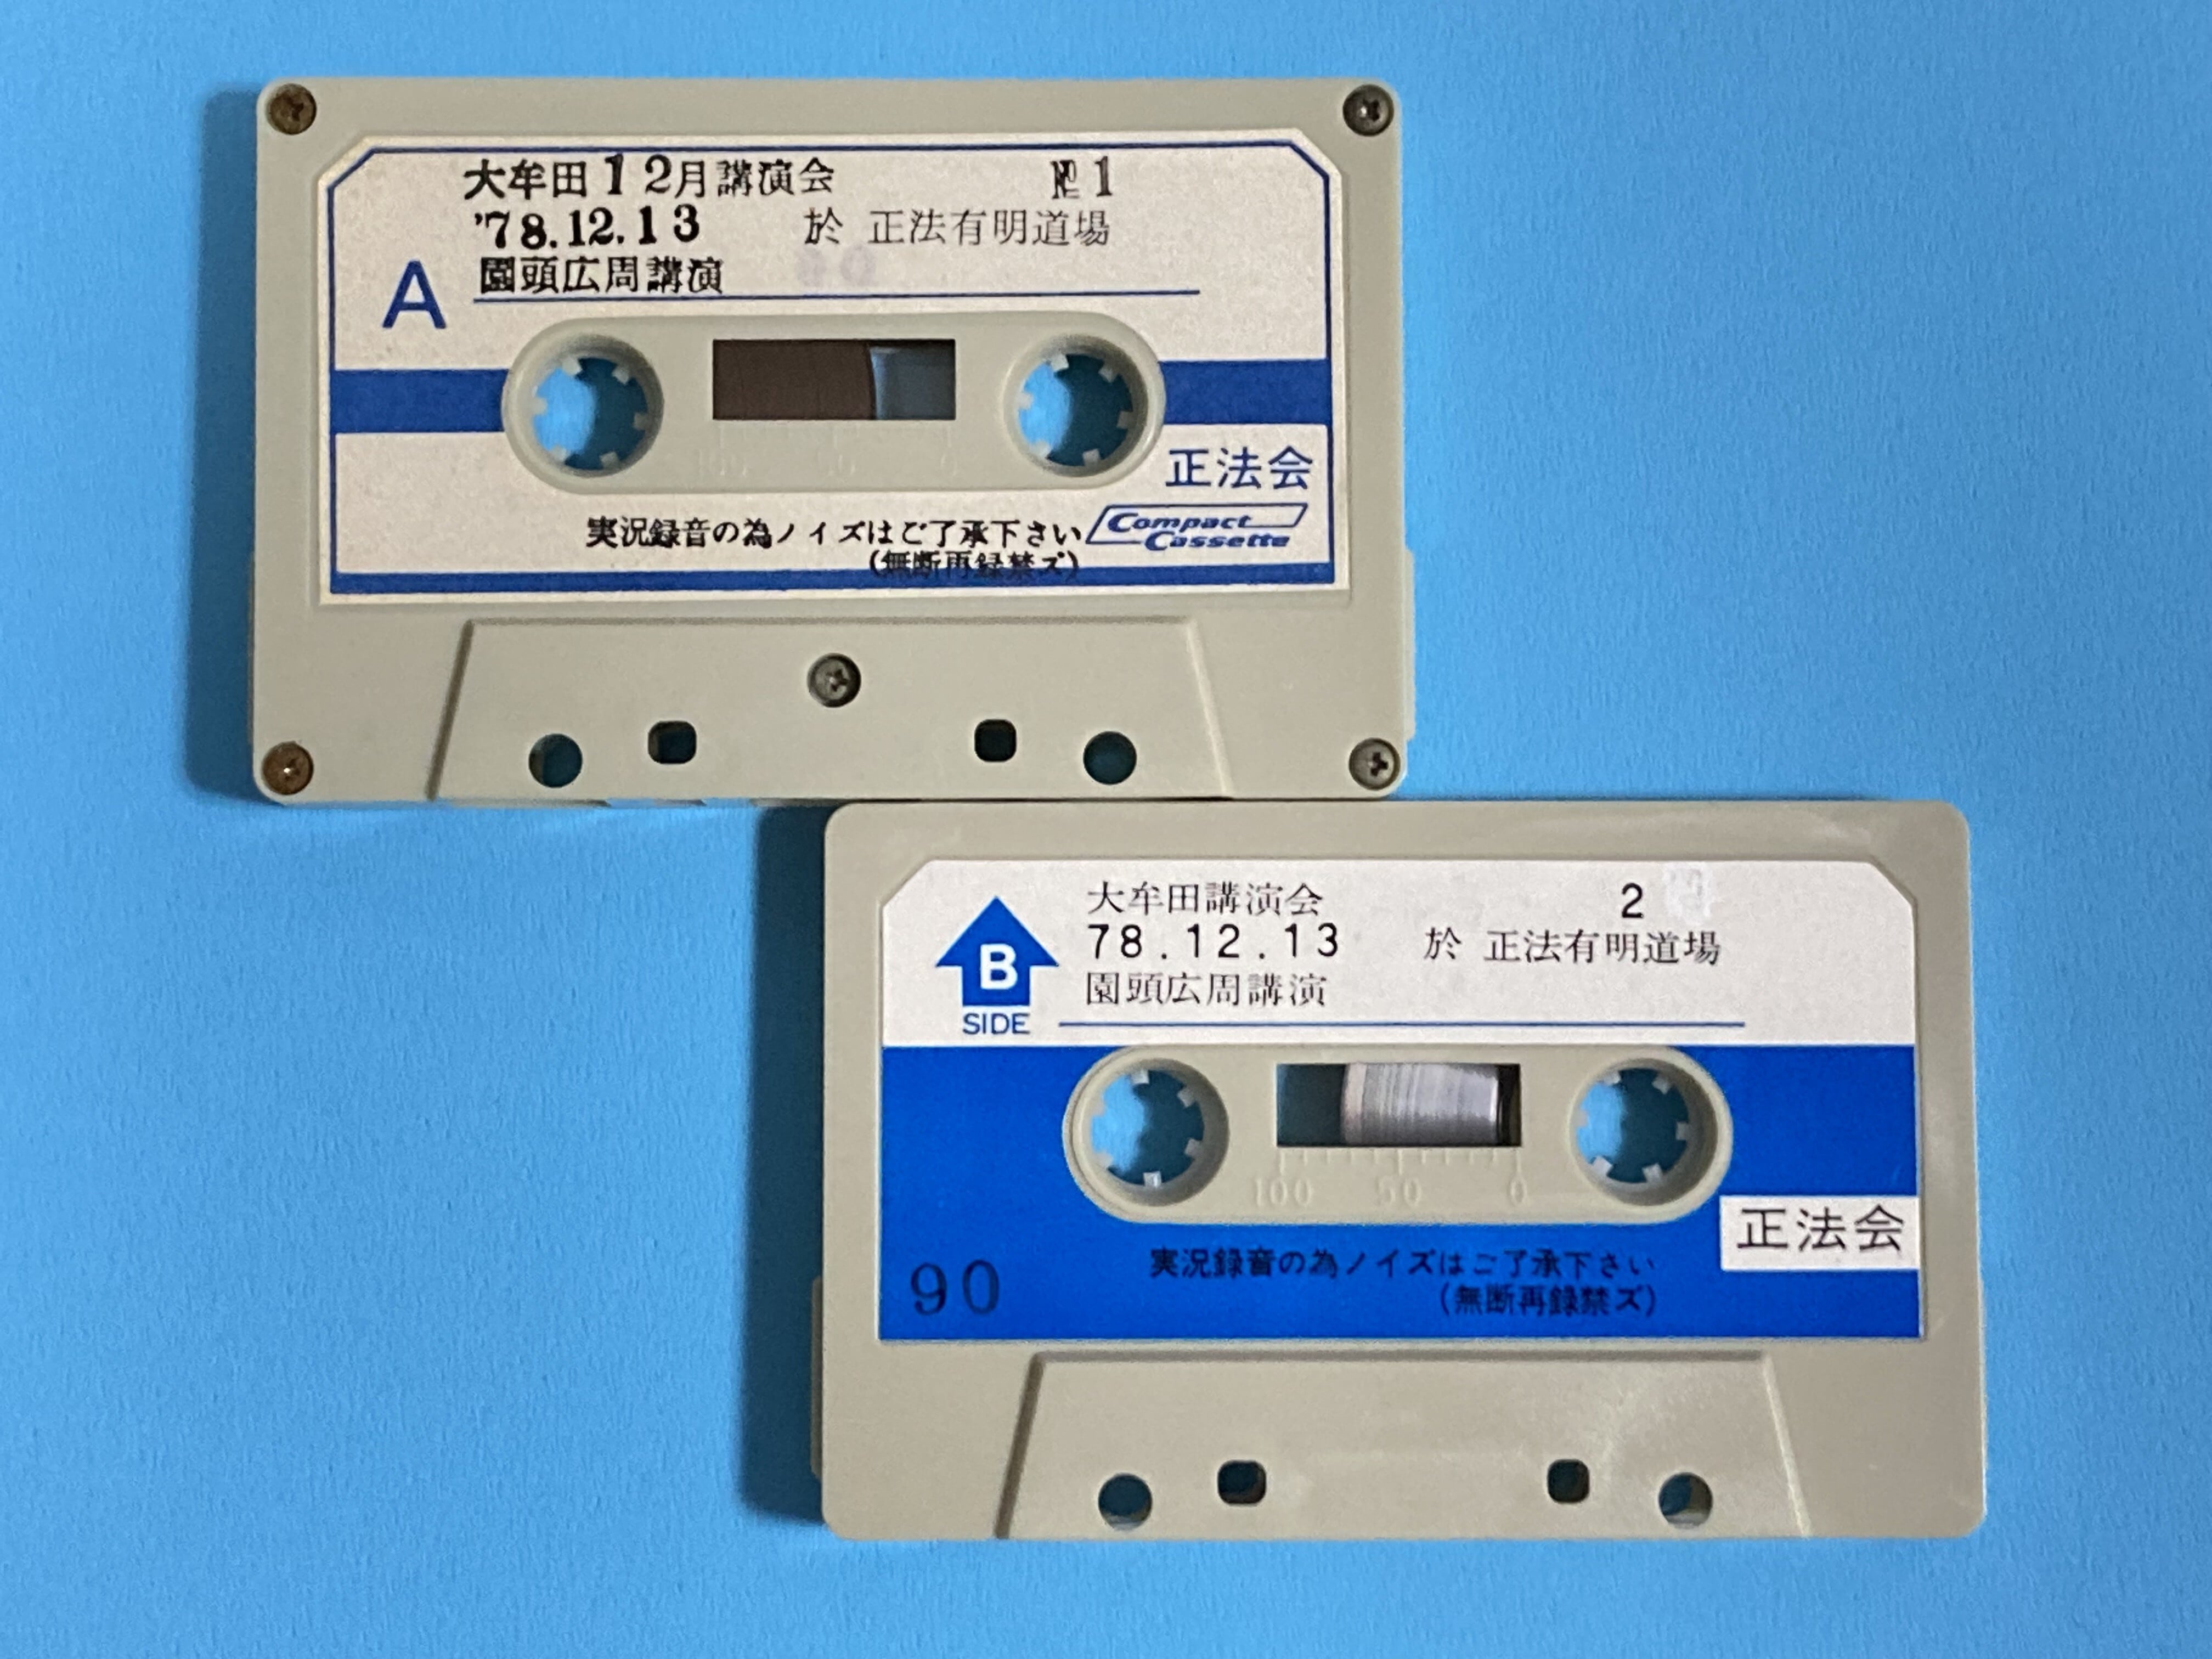 大牟田12月講演会 №1
'78.12.13 於 正法有明道場
園頭広周講演
A
100 50 0
正法会
Compact
Cassette
実況録音の為ノイズはご了承下さい
(無断再録禁ズ)
大牟田講演会 2
78.12.13 於 正法有明道場
園頭広周講演
B
SIDE
100 50 0
正法会
90
実況録音の為ノイズはご了承下さい
(無断再録禁ズ)